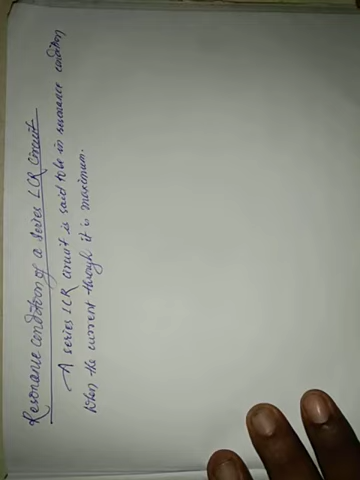 Resonance condition of a series LCR Circuit
A series LCR circuit is said to be in resonance condition
When the current through it is maximum.